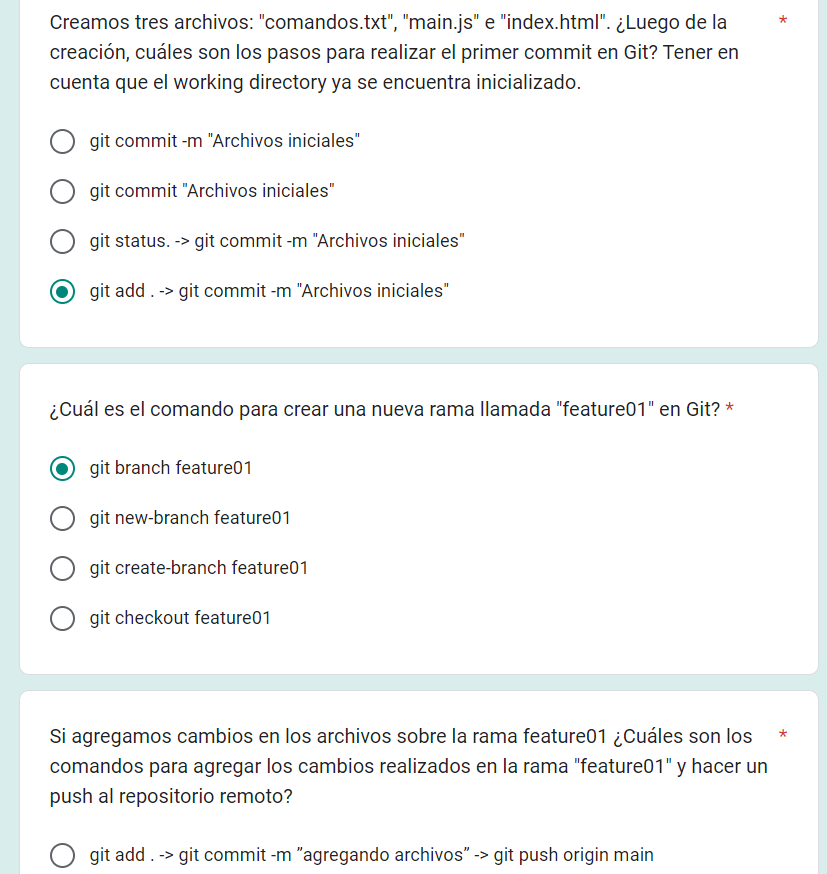 Creamos tres archivos: "comandos.txt", "main.js" e "index.html". ¿Luego de la *
creación, cuáles son los pasos para realizar el primer commit en Git? Tener en
cuenta que el working directory ya se encuentra inicializado.
git commit -m "Archivos iniciales"
git commit "Archivos iniciales"
git status. -> git commit -m "Archivos iniciales"
git add . -> git commit -m "Archivos iniciales"
¿Cuál es el comando para crear una nueva rama llamada "feature01" en Git? *
git branch feature01
git new-branch feature01
git create-branch feature01
git checkout feature01
Si agregamos cambios en los archivos sobre la rama feature01 ¿Cuáles son los *
comandos para agregar los cambios realizados en la rama "feature01" y hacer un
push al repositorio remoto?
git add . -> git commit -m ”agregando archivos” -> git push origin main